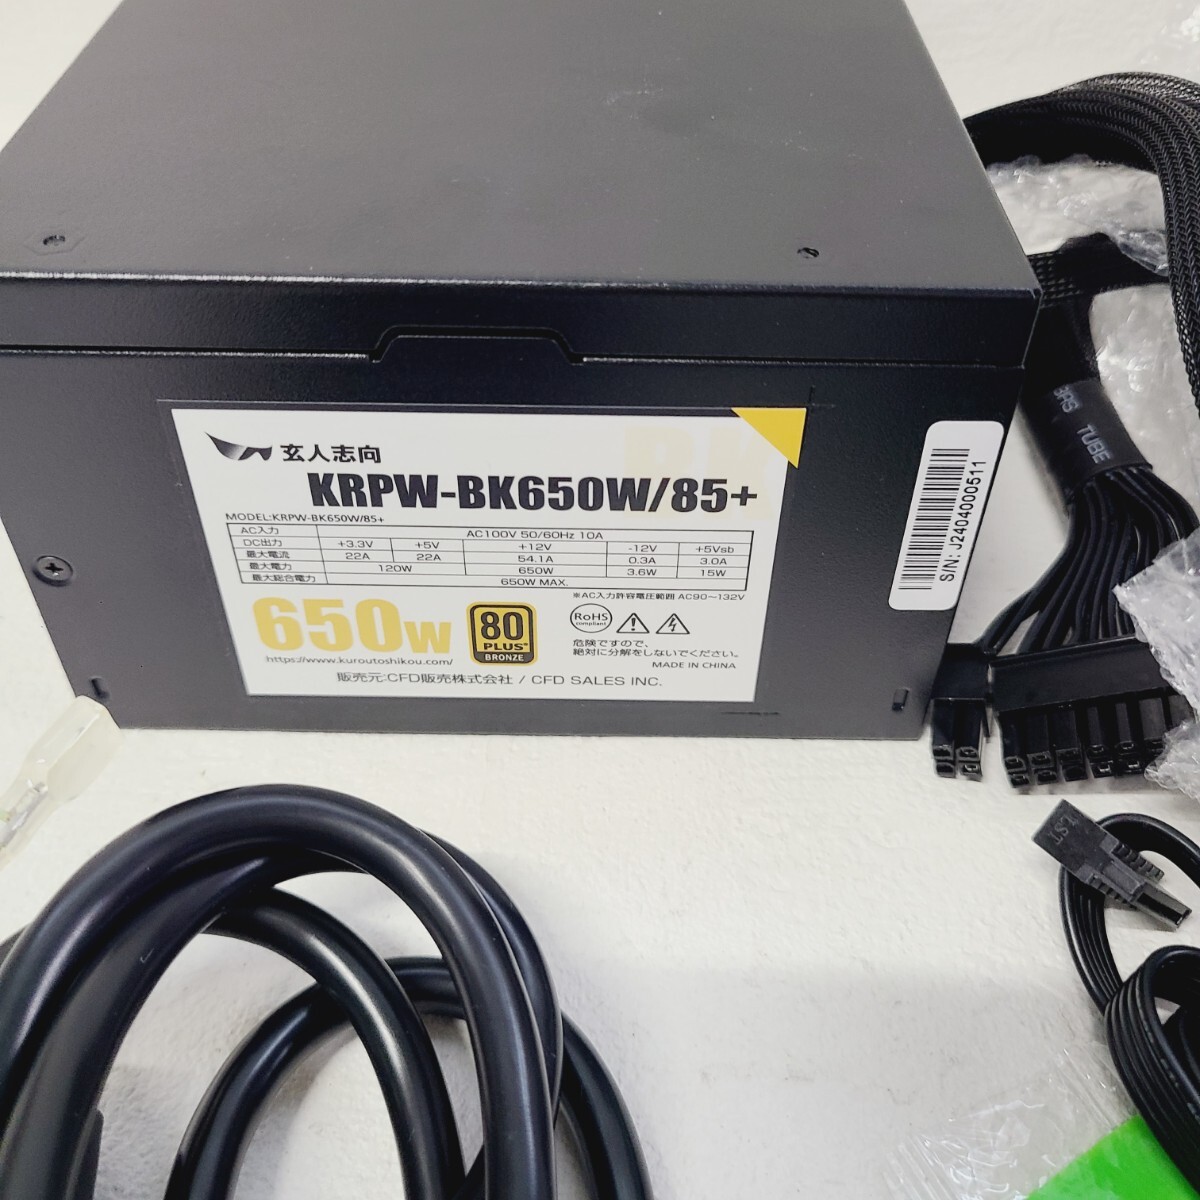 玄人志向
KRPW-BK650W/85+
MODEL:KRPW-BK650W/85+
AC入力 AC100V 50/60Hz 10A
DC出力 +3.3V +5V +12V -12V +5Vsb
最大電流 22A 22A 54.1A 0.3A 3.0A
最大電力 120W 650W 3.6W 15W
最大総合電力 650W MAX.
※AC入力許容電圧範囲 AC90～132V
650W
80
PLUS
BRONZE
RoHS
compliant
危険ですので、
絶対に分解をしないでください。
https://www.kuroutoshikou.com/
MADE IN CHINA
販売元:CFD販売株式会社 / CFD SALES INC.
S/N: J2404000511
TUBE